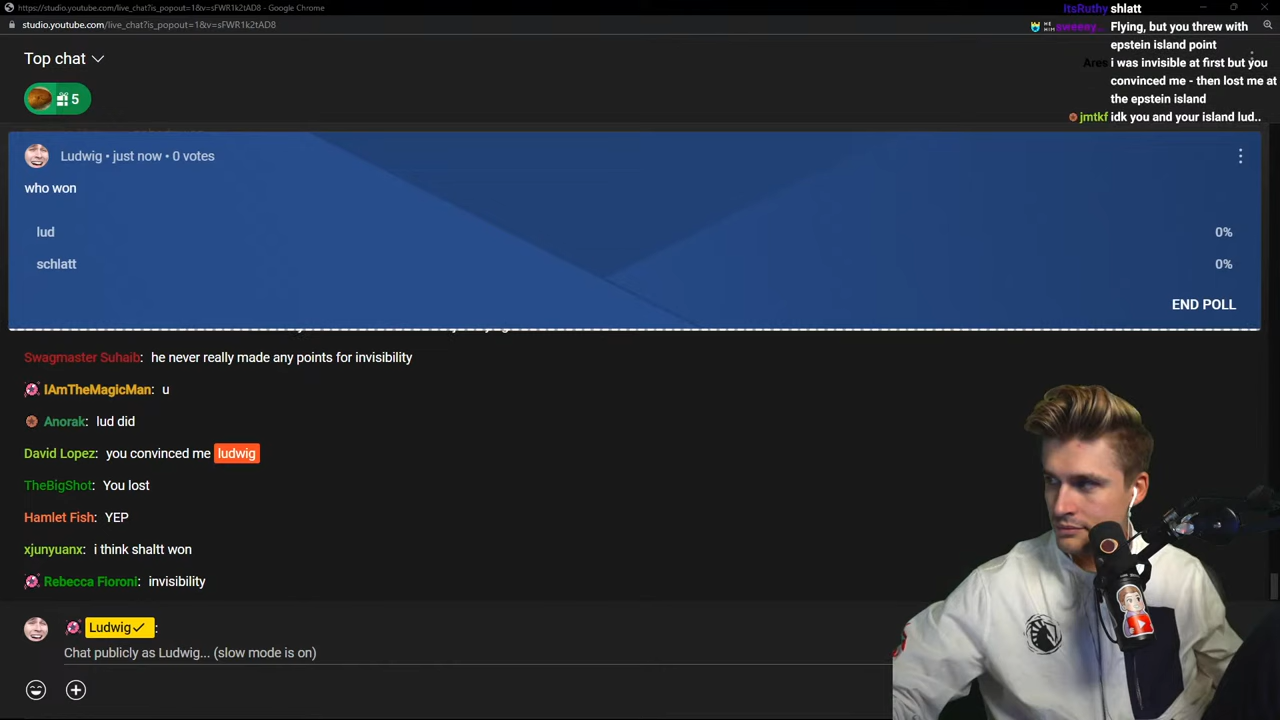 https://studio.youtube.com/live_chat?is_popout=1&v=sFWR1k2tAD8 - Google Chrome
studio.youtube.com/live_chat?is_popout=1&v=sFWR1k2tAD8
ItsRuthy shlatt
Flying, but you threw with
epstein island point
Ares i was invisible at first but you
convinced me - then lost me at
the epstein island
jmtkf idk you and your island lud..
Top chat
5
Ludwig • just now • 0 votes
who won
lud 0%
schlatt 0%
END POLL
Swagmaster Suhaib: he never really made any points for invisibility
IAmTheMagicMan: u
Anorak: lud did
David Lopez: you convinced me ludwig
TheBigShot: You lost
Hamlet Fish: YEP
xjunyuanx: i think shaltt won
Rebecca Fioroni: invisibility
Ludwig :
Chat publicly as Ludwig... (slow mode is on)